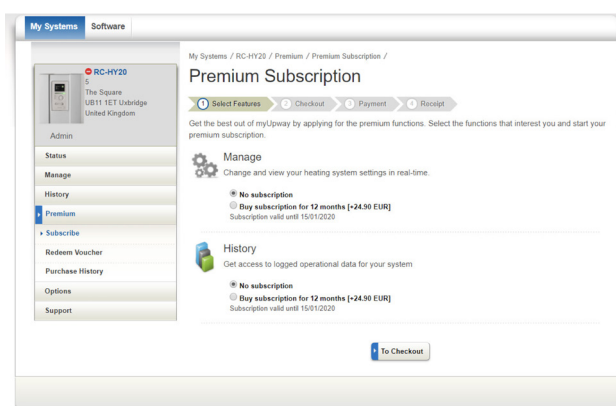 My Systems
Software
RC-HY20
5
The Square
UB11 1ET Uxbridge
United Kingdom
Admin
Status
Manage
History
Premium
Subscribe
Redeem Voucher
Purchase History
Options
Support
My Systems / RC-HY20 / Premium / Premium Subscription /
Premium Subscription
1 Select Features
2 Checkout
3 Payment
4 Receipt
Get the best out of myUpway by applying for the premium functions. Select the functions that interest you and start your
premium subscription.
Manage
Change and view your heating system settings in real-time.
No subscription
Buy subscription for 12 months [+24.90 EUR]
Subscription valid until 15/01/2020
History
Get access to logged operational data for your system
No subscription
Buy subscription for 12 months [+24.90 EUR]
Subscription valid until 15/01/2020
To Checkout